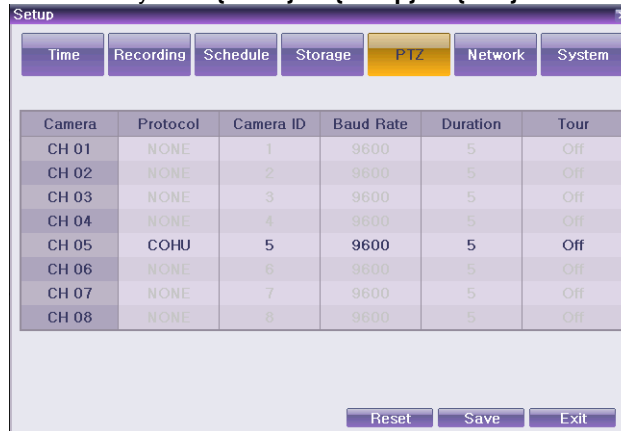 Setup
Time Recording Schedule Storage PTZ Network System
Camera Protocol Camera ID Baud Rate Duration Tour
CH 01 NONE 1 9600 5 Off
CH 02 NONE 2 9600 5 Off
CH 03 NONE 3 9600 5 Off
CH 04 NONE 4 9600 5 Off
CH 05 COHU 5 9600 5 Off
CH 06 NONE 6 9600 5 Off
CH 07 NONE 7 9600 5 Off
CH 08 NONE 8 9600 5 Off
Reset Save Exit